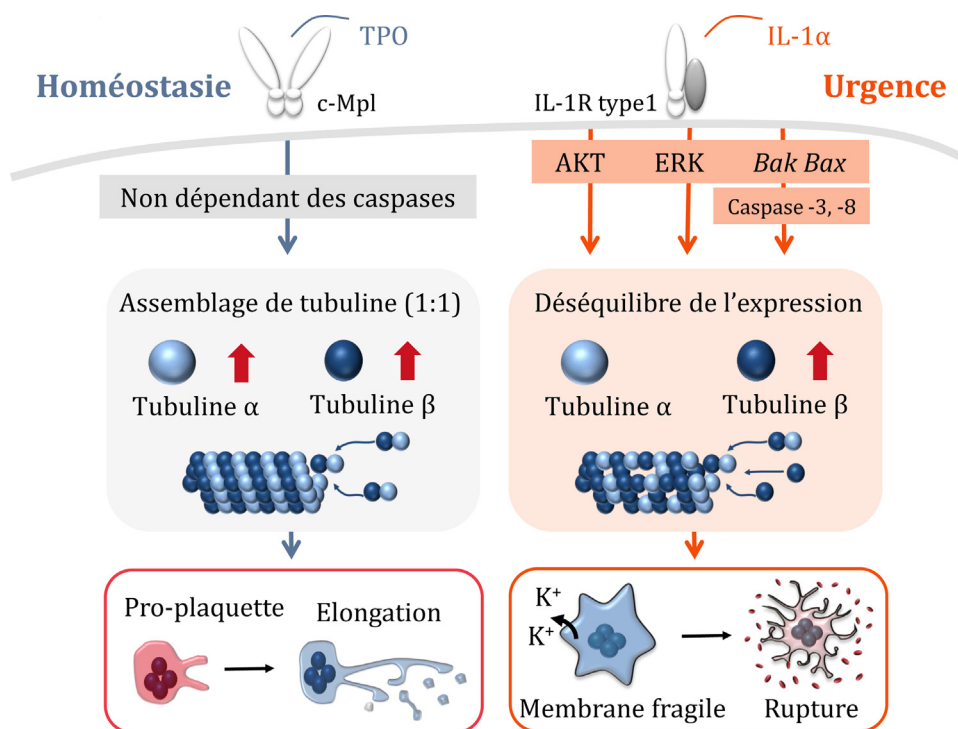 TPO
IL-1α
Homéostasie
Urgence
c-Mpl
IL-1R type1
AKT
ERK
Bak Bax
Non dépendant des caspases
Caspase -3, -8
Assemblage de tubuline (1:1)
Tubuline α
Tubuline β
Déséquilibre de l’expression
Tubuline α
Tubuline β
Pro-plaquette
Elongation
K⁺
K⁺
Membrane fragile
Rupture